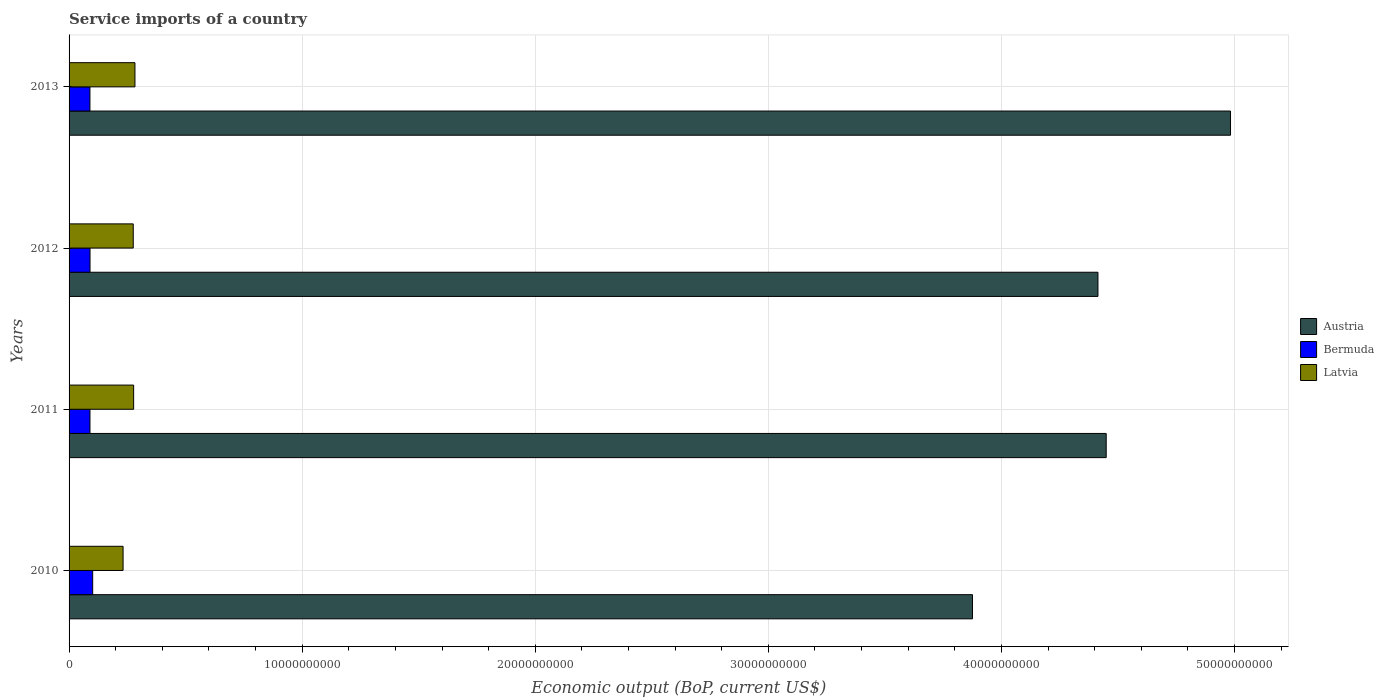 Service imports of a country
2013
2012
2011
2010
Years
0
10000000000
20000000000
30000000000
40000000000
50000000000
Economic output (BoP, current US$)
Austria
Bermuda
Latvia